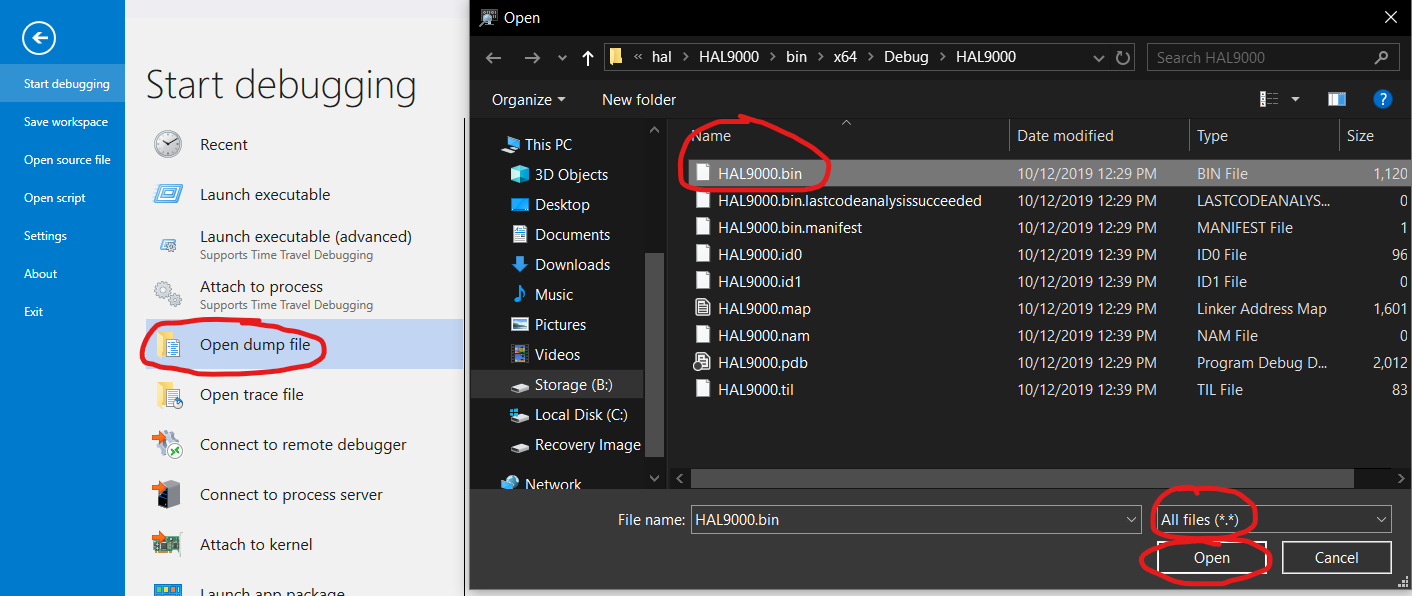 Start debugging
Save workspace
Open source file
Open script
Settings
About
Exit
Start debugging
Recent
Launch executable
Launch executable (advanced)
Supports Time Travel Debugging
Attach to process
Supports Time Travel Debugging
Open dump file
Open trace file
Connect to remote debugger
Connect to process server
Attach to kernel
Launch app package
Open
« hal > HAL9000 > bin > x64 > Debug > HAL9000
Search HAL9000
Organize
New folder
?
This PC
3D Objects
Desktop
Documents
Downloads
Music
Pictures
Videos
Storage (B:)
Local Disk (C:)
Recovery Image
Network
Name Date modified Type Size
HAL9000.bin 10/12/2019 12:29 PM BIN File 1,120
HAL9000.bin.lastcodeanalysissucceeded 10/12/2019 12:29 PM LASTCODEANALYS... 0
HAL9000.bin.manifest 10/12/2019 12:29 PM MANIFEST File 1
HAL9000.id0 10/12/2019 12:39 PM ID0 File 96
HAL9000.id1 10/12/2019 12:39 PM ID1 File 0
HAL9000.map 10/12/2019 12:29 PM Linker Address Map 1,601
HAL9000.nam 10/12/2019 12:39 PM NAM File 0
HAL9000.pdb 10/12/2019 12:29 PM Program Debug D... 2,012
HAL9000.til 10/12/2019 12:39 PM TIL File 83
File name: HAL9000.bin
All files (*.*)
Open
Cancel